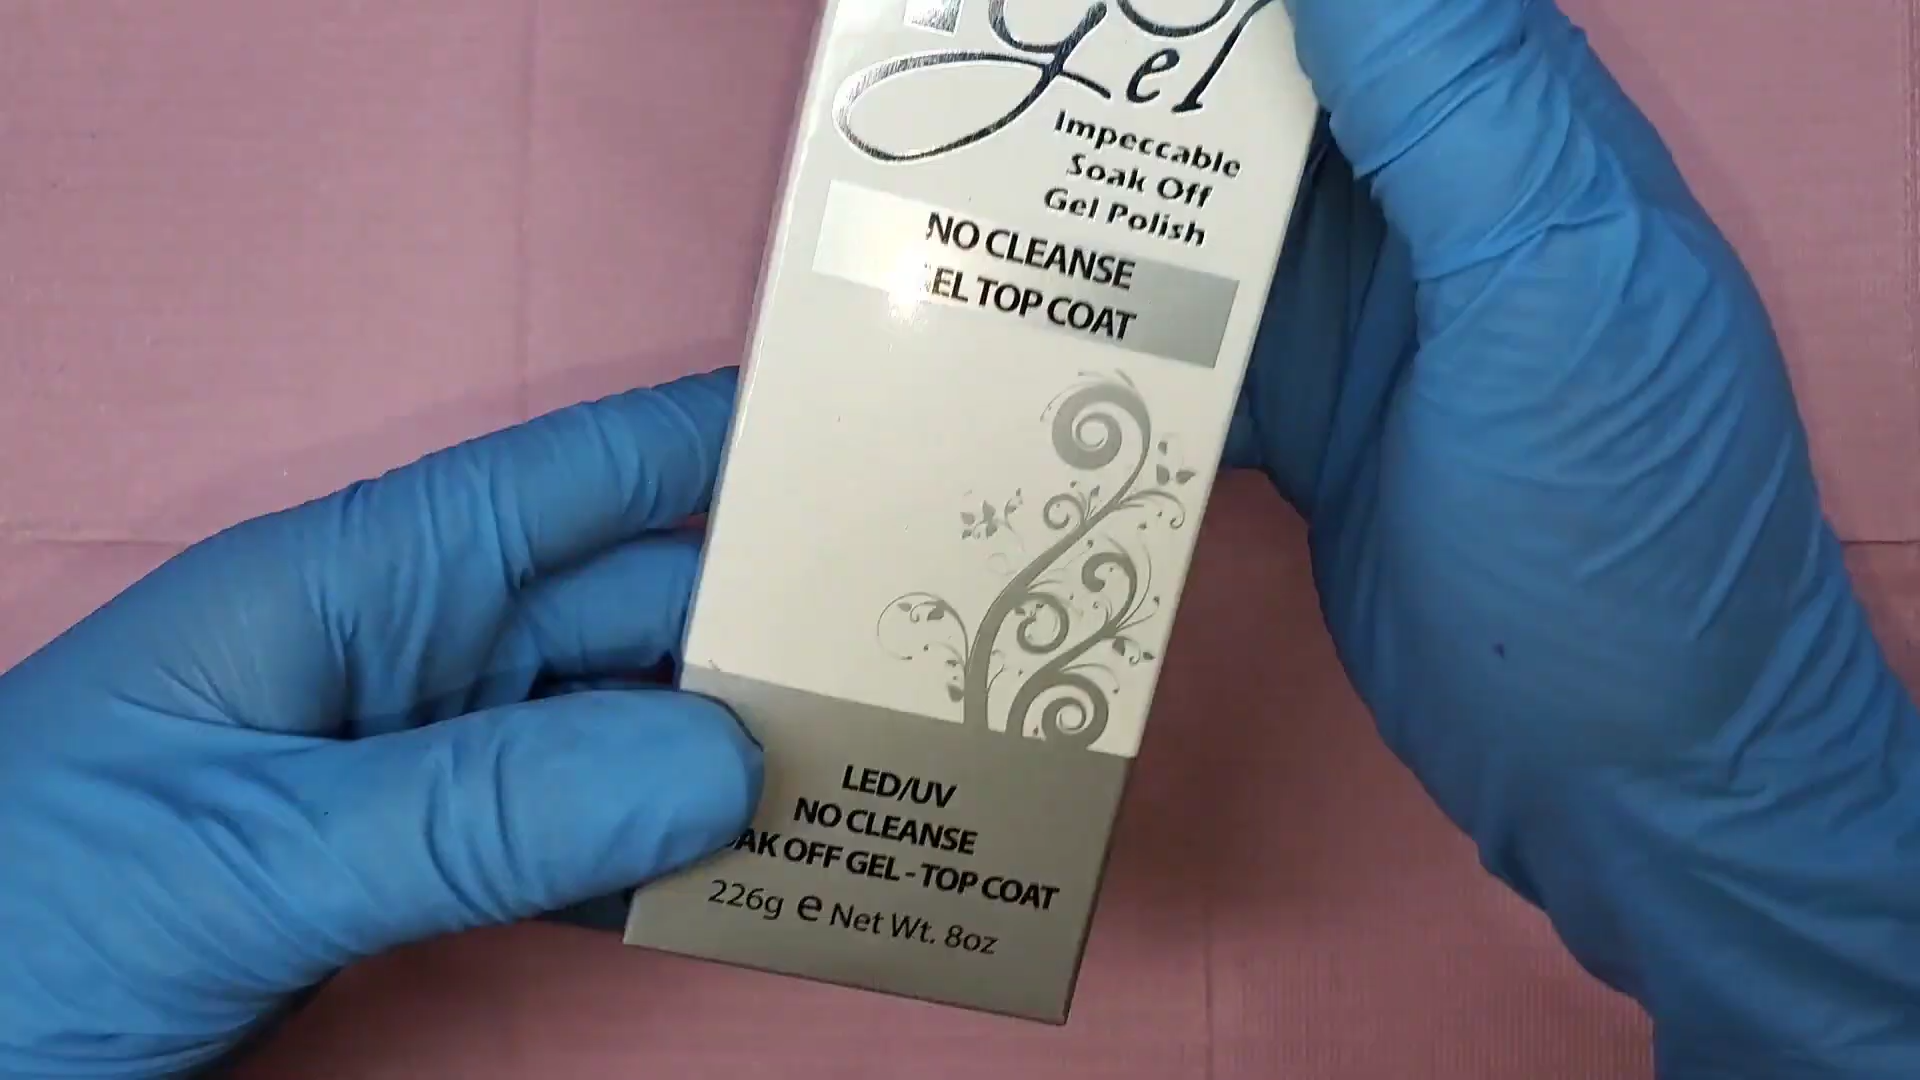 gel
Impeccable
Soak Off
Gel Polish
NO CLEANSE
EL TOP COAT
LED/UV
NO CLEANSE
AK OFF GEL - TOP COAT
226g e Net Wt. 8oz